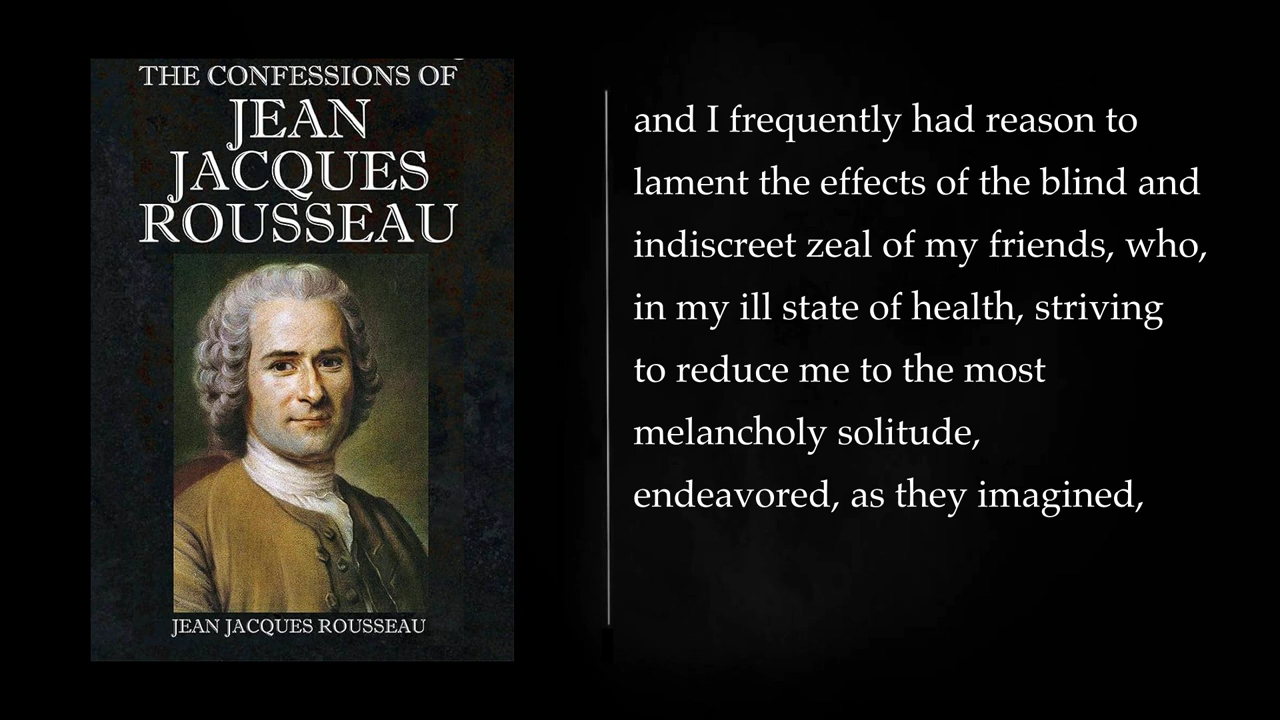 THE CONFESSIONS OF
JEAN
JACQUES
ROUSSEAU
JEAN JACQUES ROUSSEAU
and I frequently had reason to
lament the effects of the blind and
indiscreet zeal of my friends, who,
in my ill state of health, striving
to reduce me to the most
melancholy solitude,
endeavored, as they imagined,